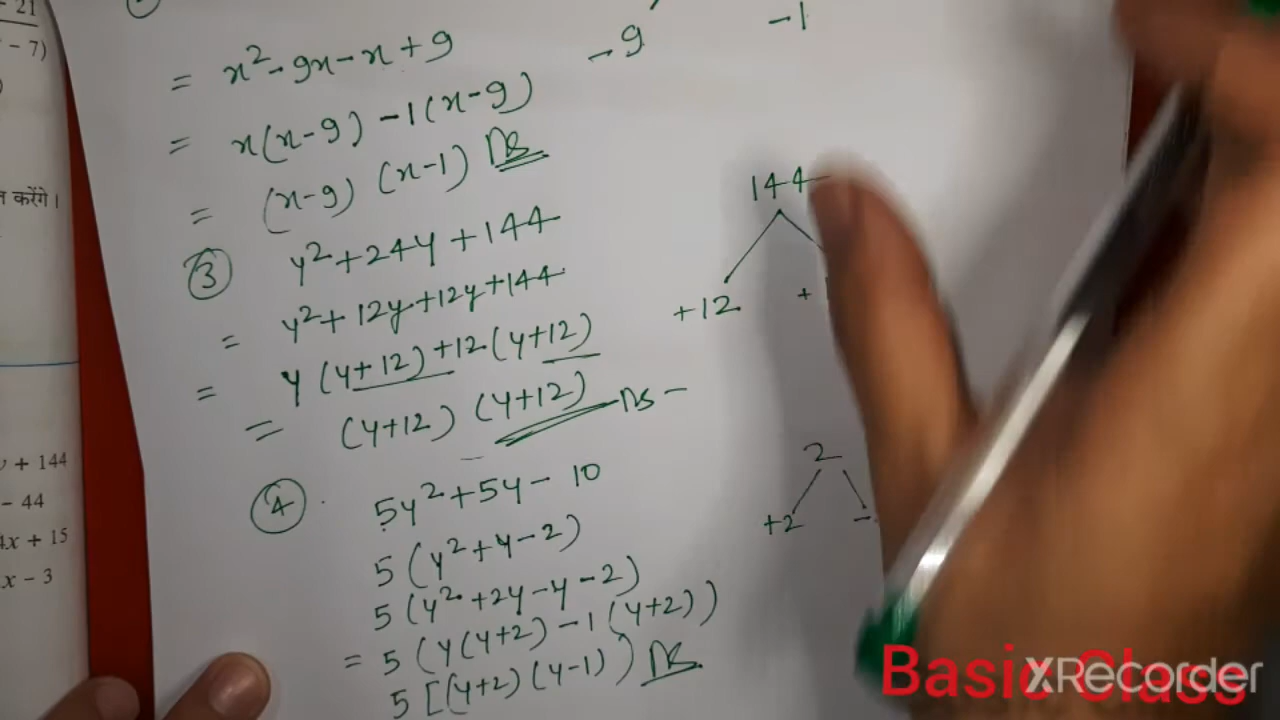 21
- 7)
= x² - 9x - x + 9
- 9
- 1
= x(x-9) - 1(x-9)
= (x-9) (x-1) Ans
करेंगे।
144
+12 +
③ y² + 24y + 144
= y² + 12y + 12y + 144
= y(y+12) + 12(y+12)
= (y+12) (y+12) Ans -
④ 5y² + 5y - 10
2
+2 -
5(y² + y - 2)
5(y² + 2y - y - 2)
= 5(y(y+2) - 1(y+2))
5[(y+2)(y-1)) Ans
+ 144
- 44
x + 15
x - 3
Basic Class
XRecorder